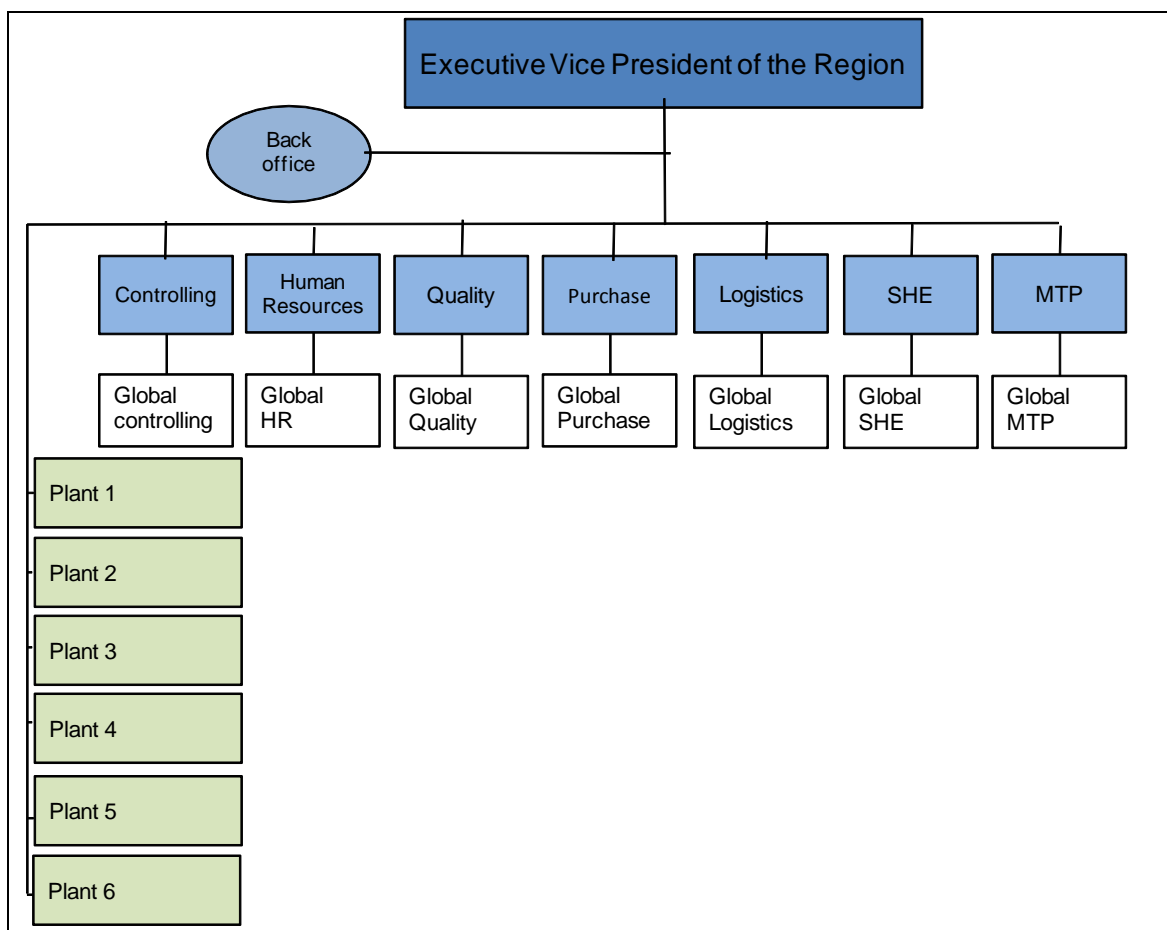 Executive Vice President of the Region
Back
office
Controlling
Human
Resources
Quality
Purchase
Logistics
SHE
MTP
Global
controlling
Global
HR
Global
Quality
Global
Purchase
Global
Logistics
Global
SHE
Global
MTP
Plant 1
Plant 2
Plant 3
Plant 4
Plant 5
Plant 6